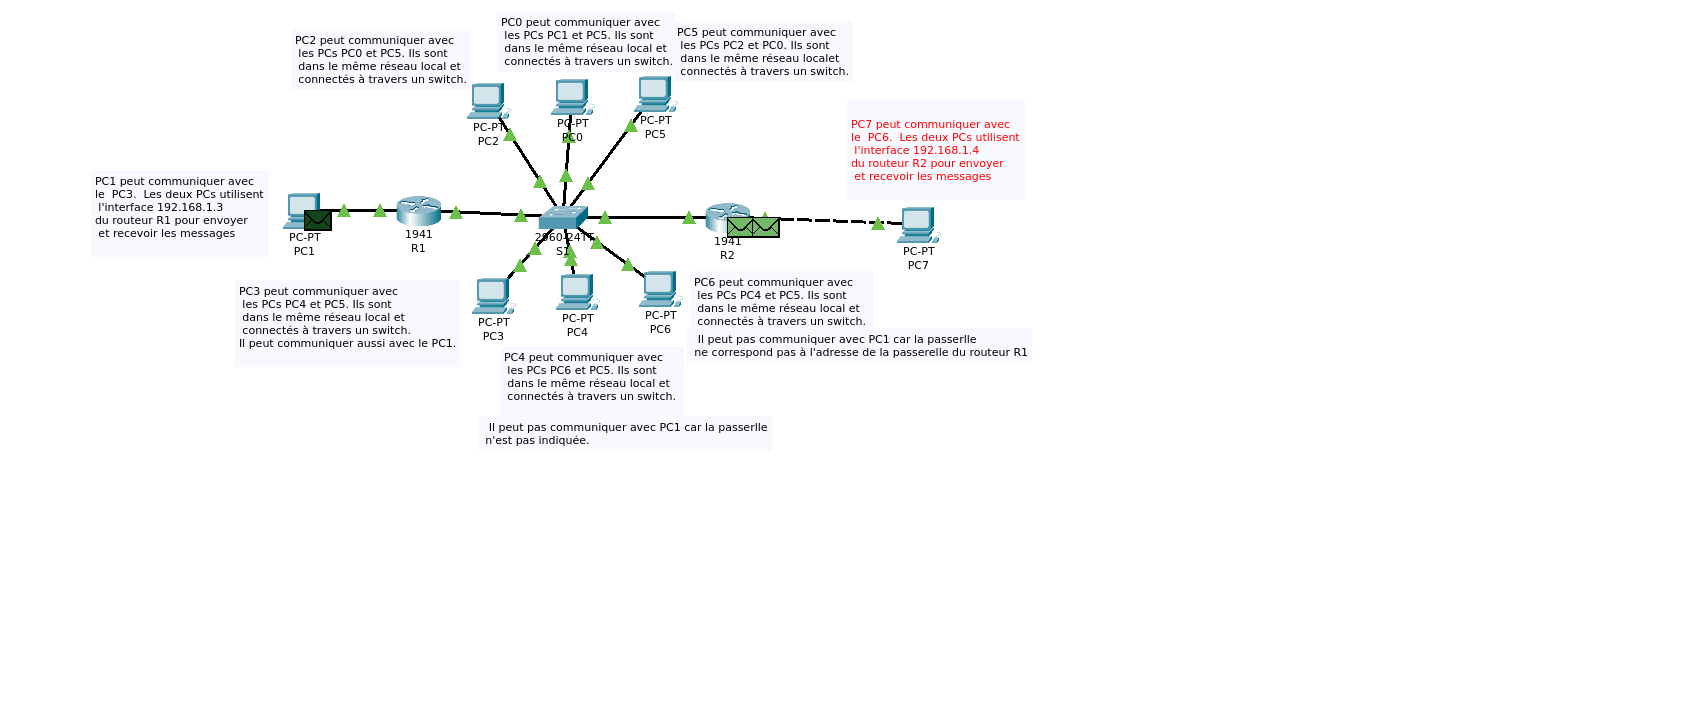 PC2 peut communiquer avec
les PCs PC0 et PC5. Ils sont
dans le même réseau local et
connectés à travers un switch.
PC0 peut communiquer avec
les PCs PC1 et PC5. Ils sont
dans le même réseau local et
connectés à travers un switch.
PC5 peut communiquer avec
les PCs PC2 et PC0. Ils sont
dans le même réseau localet
connectés à travers un switch.
PC-PT
PC2
PC-PT
PC0
PC-PT
PC5
PC7 peut communiquer avec
le  PC6.  Les deux PCs utilisent
l'interface 192.168.1.4
du routeur R2 pour envoyer
et recevoir les messages
PC1 peut communiquer avec
le  PC3.  Les deux PCs utilisent
l'interface 192.168.1.3
du routeur R1 pour envoyer
et recevoir les messages
PC-PT
PC1
1941
R1
2960-24TT
S1
1941
R2
PC-PT
PC7
PC3 peut communiquer avec
les PCs PC4 et PC5. Ils sont
dans le même réseau local et
connectés à travers un switch.
Il peut communiquer aussi avec le PC1.
PC-PT
PC3
PC-PT
PC4
PC-PT
PC6
PC6 peut communiquer avec
les PCs PC4 et PC5. Ils sont
dans le même réseau local et
connectés à travers un switch.
Il peut pas communiquer avec PC1 car la passerlle
ne correspond pas à l'adresse de la passerelle du routeur R1
PC4 peut communiquer avec
les PCs PC6 et PC5. Ils sont
dans le même réseau local et
connectés à travers un switch.
Il peut pas communiquer avec PC1 car la passerlle
n'est pas indiquée.